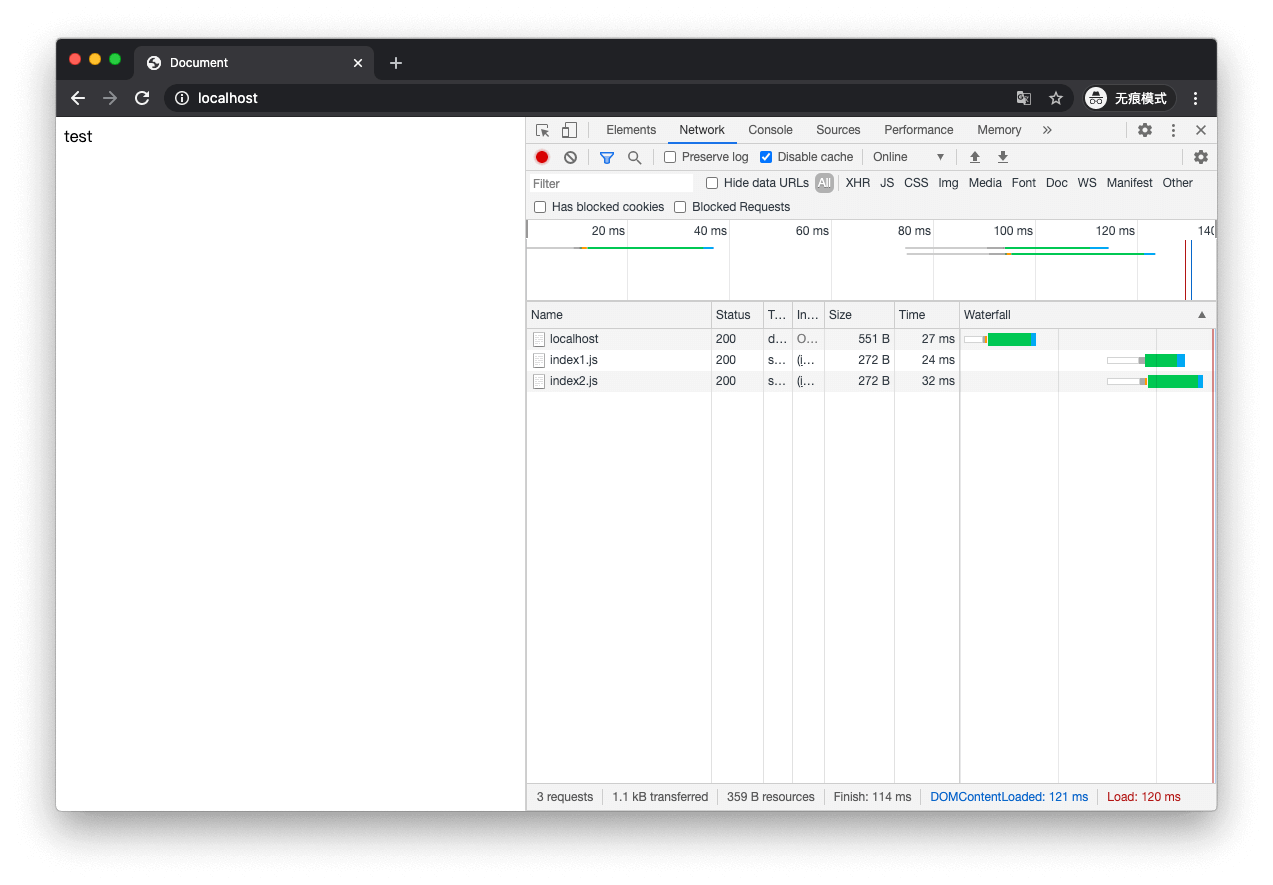 Document
localhost
无痕模式
test
Elements Network Console Sources Performance Memory
Preserve log Disable cache Online
Filter Hide data URLs All XHR JS CSS Img Media Font Doc WS Manifest Other
Has blocked cookies Blocked Requests
20 ms 40 ms 60 ms 80 ms 100 ms 120 ms 140
Name Status T... In... Size Time Waterfall
localhost 200 d... O... 551 B 27 ms
index1.js 200 s... (i... 272 B 24 ms
index2.js 200 s... (i... 272 B 32 ms
3 requests 1.1 kB transferred 359 B resources Finish: 114 ms DOMContentLoaded: 121 ms Load: 120 ms